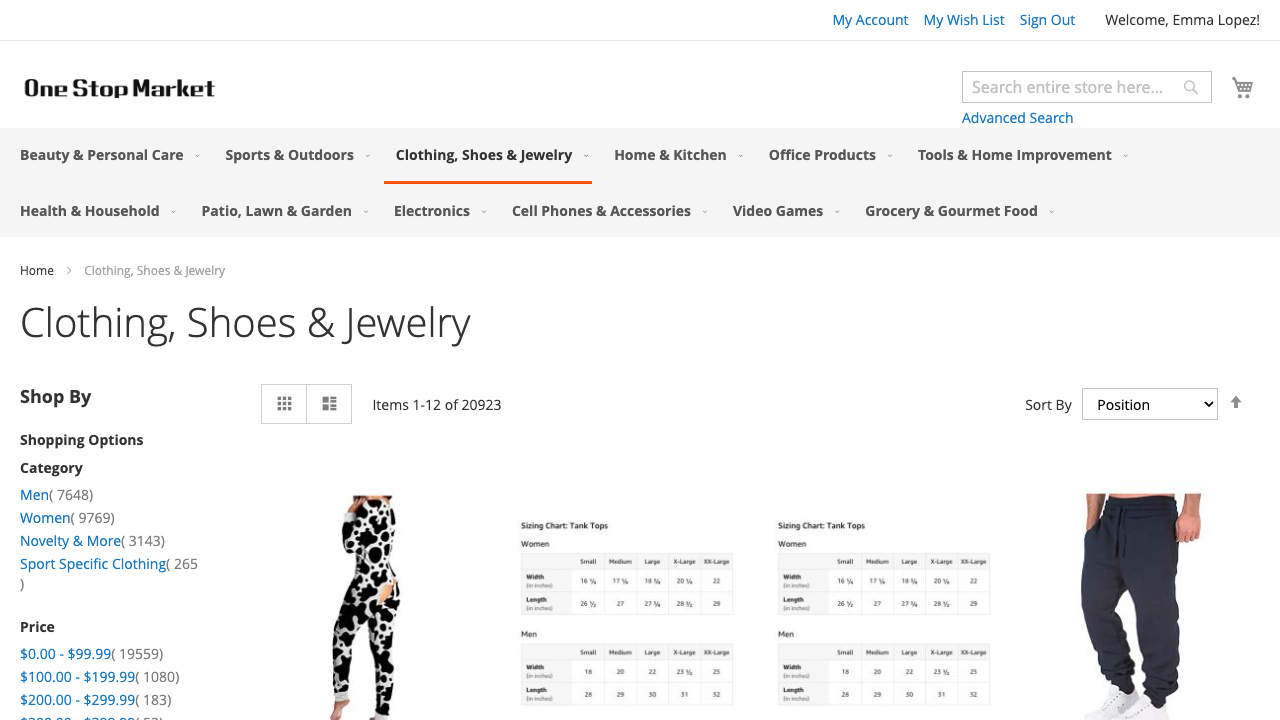 My Account My Wish List Sign Out Welcome, Emma Lopez!
One Stop Market
Search entire store here...
Advanced Search
Beauty & Personal Care Sports & Outdoors Clothing, Shoes & Jewelry Home & Kitchen Office Products Tools & Home Improvement
Health & Household Patio, Lawn & Garden Electronics Cell Phones & Accessories Video Games Grocery & Gourmet Food
Home Clothing, Shoes & Jewelry
Clothing, Shoes & Jewelry
Shop By
Items 1-12 of 20923
Sort By Position
Shopping Options
Category
Men( 7648)
Women( 9769)
Novelty & More( 3143)
Sport Specific Clothing( 265
)
Price
$0.00 - $99.99( 19559)
$100.00 - $199.99( 1080)
$200.00 - $299.99( 183)
Sizing Chart: Tank Tops
Women
Small Medium Large X-Large XX-Large
Width 16 ¼ 17 ¼ 18 ¾ 20 ¼ 22
(in inches)
Length 26 ½ 27 27 ¾ 28 ½ 29
(in inches)
Men
Small Medium Large X-Large XX-Large
Width 18 20 22 23 ½ 25
(in inches)
Length 28 29 30 31 32
(in inches)
Sizing Chart: Tank Tops
Women
Small Medium Large X-Large XX-Large
Width 16 ¼ 17 ¼ 18 ¾ 20 ¼ 22
(in inches)
Length 26 ½ 27 27 ¾ 28 ½ 29
(in inches)
Men
Small Medium Large X-Large XX-Large
Width 18 20 22 23 ½ 25
(in inches)
Length 28 29 30 31 32
(in inches)